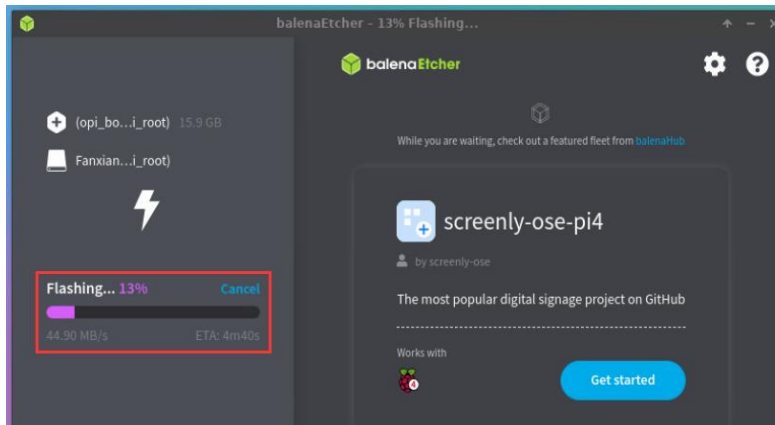 balenaEtcher - 13% Flashing...
balenaEtcher
(opi_bo...i_root) 15.9 GB
Fanxian...i_root)
While you are waiting, check out a featured fleet from balenaHub
screenly-ose-pi4
by screenly-ose
Flashing... 13% Cancel
44.90 MB/s ETA: 4m40s
The most popular digital signage project on GitHub
Works with
4
Get started